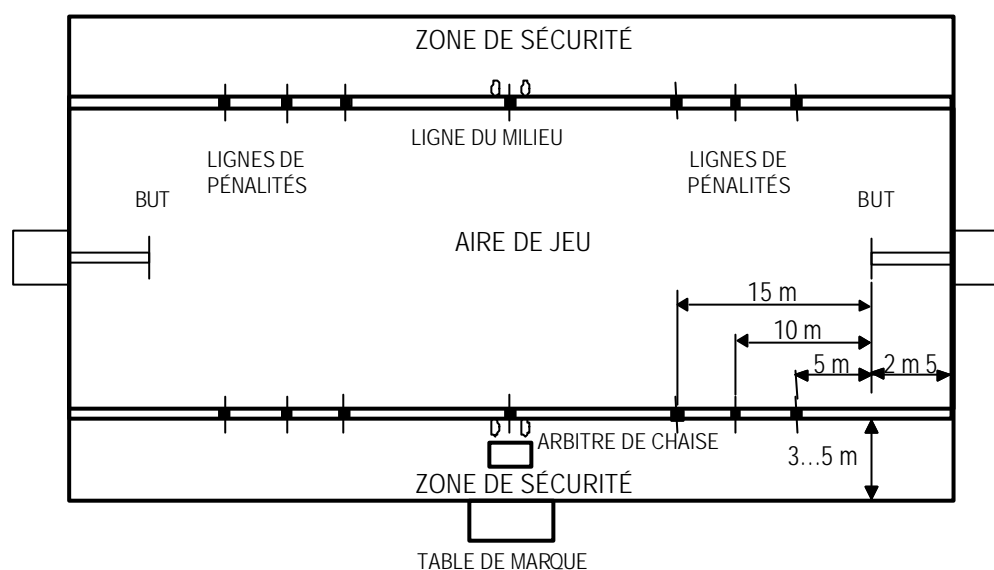 ZONE DE SÉCURITÉ
LIGNE DU MILIEU
LIGNES DE
PÉNALITÉS
LIGNES DE
PÉNALITÉS
BUT
BUT
AIRE DE JEU
15 m
10 m
5 m
2 m 5
ARBITRE DE CHAISE
3...5 m
ZONE DE SÉCURITÉ
TABLE DE MARQUE